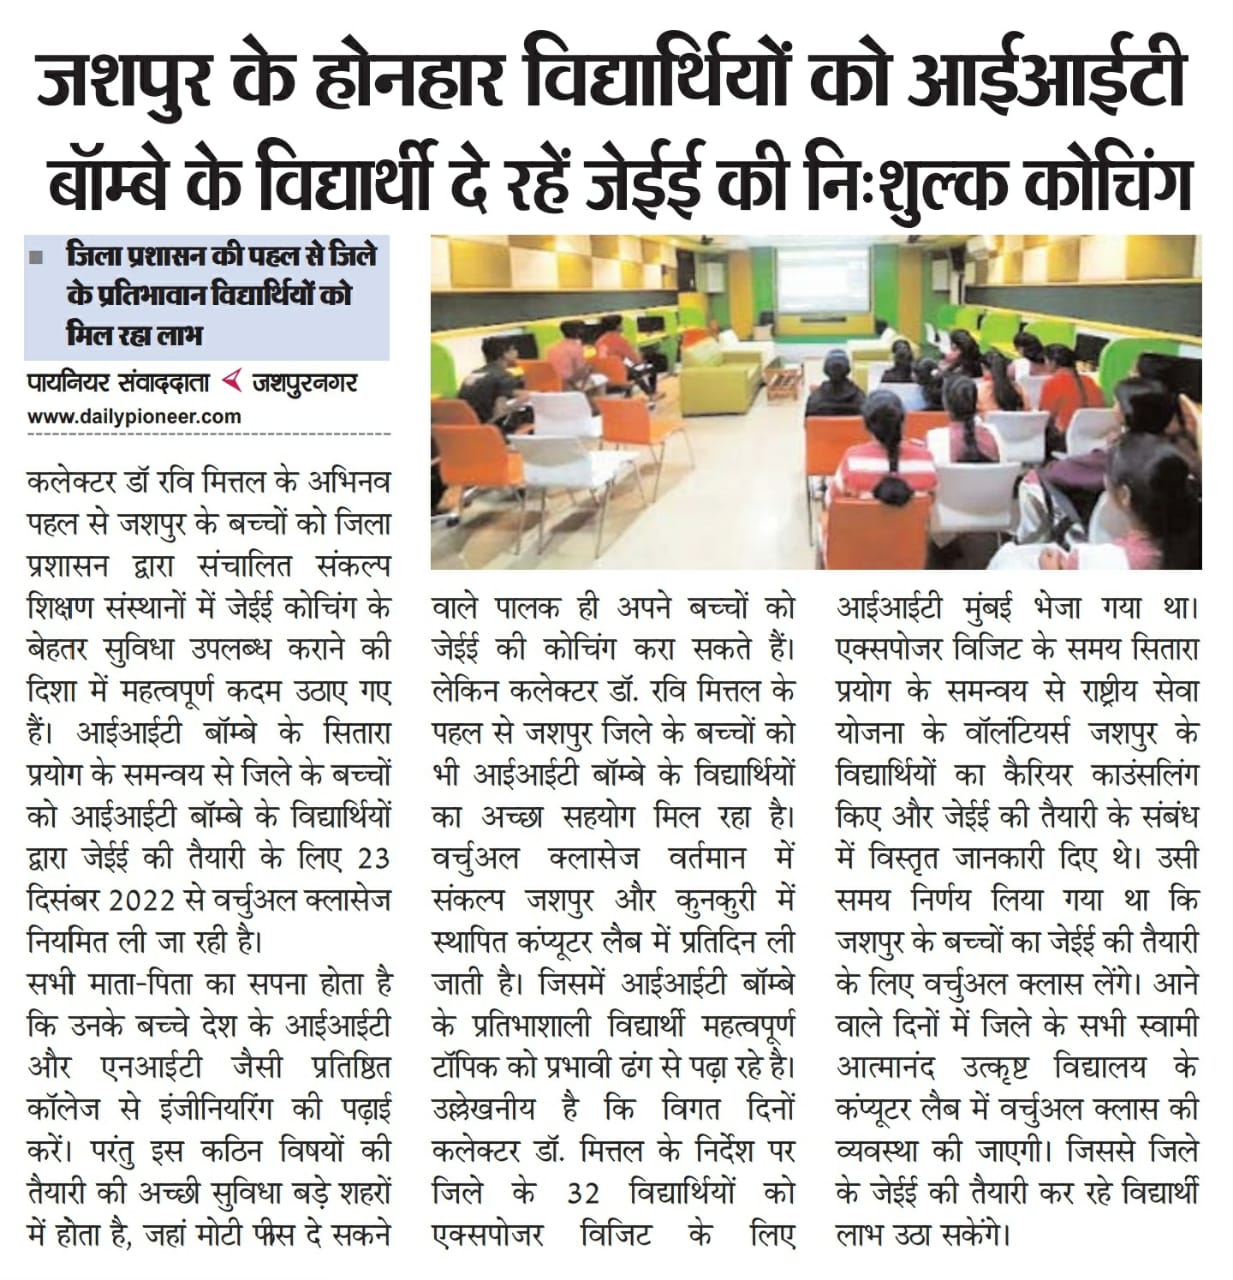 जशपुर के होनहार विद्यार्थियों को आईआईटी
बॉम्बे के विद्यार्थी दे रहें जेईई की निःशुल्क कोचिंग
■ जिला प्रशासन की पहल से जिले
के प्रतिभावान विद्यार्थियों को
मिल रहा लाभ
पायनियर संवाददाता जशपुरनगर
www.dailypioneer.com
कलेक्टर डॉ रवि मित्तल के अभिनव
पहल से जशपुर के बच्चों को जिला
प्रशासन द्वारा संचालित संकल्प
शिक्षण संस्थानों में जेईई कोचिंग के
बेहतर सुविधा उपलब्ध कराने की
दिशा में महत्वपूर्ण कदम उठाए गए
हैं। आईआईटी बॉम्बे के सितारा
प्रयोग के समन्वय से जिले के बच्चों
को आईआईटी बॉम्बे के विद्यार्थियों
द्वारा जेईई की तैयारी के लिए 23
दिसंबर 2022 से वर्चुअल क्लासेज
नियमित ली जा रही है।
सभी माता-पिता का सपना होता है
कि उनके बच्चे देश के आईआईटी
और एनआईटी जैसी प्रतिष्ठित
कॉलेज से इंजीनियरिंग की पढ़ाई
करें। परंतु इस कठिन विषयों की
तैयारी की अच्छी सुविधा बड़े शहरों
में होता है, जहां मोटी फीस दे सकने
वाले पालक ही अपने बच्चों को
जेईई की कोचिंग करा सकते हैं।
लेकिन कलेक्टर डॉ. रवि मित्तल के
पहल से जशपुर जिले के बच्चों को
भी आईआईटी बॉम्बे के विद्यार्थियों
का अच्छा सहयोग मिल रहा है।
वर्चुअल क्लासेज वर्तमान में
संकल्प जशपुर और कुनकुरी में
स्थापित कंप्यूटर लैब में प्रतिदिन ली
जाती है। जिसमें आईआईटी बॉम्बे
के प्रतिभाशाली विद्यार्थी महत्वपूर्ण
टॉपिक को प्रभावी ढंग से पढ़ा रहे है।
उल्लेखनीय है कि विगत दिनों
कलेक्टर डॉ. मित्तल के निर्देश पर
जिले के 32 विद्यार्थियों को
एक्सपोजर विजिट के लिए
आईआईटी मुंबई भेजा गया था।
एक्सपोजर विजिट के समय सितारा
प्रयोग के समन्वय से राष्ट्रीय सेवा
योजना के वॉलंटियर्स जशपुर के
विद्यार्थियों का कैरियर काउंसलिंग
किए और जेईई की तैयारी के संबंध
में विस्तृत जानकारी दिए थे। उसी
समय निर्णय लिया गया था कि
जशपुर के बच्चों का जेईई की तैयारी
के लिए वर्चुअल क्लास लेंगे। आने
वाले दिनों में जिले के सभी स्वामी
आत्मानंद उत्कृष्ट विद्यालय के
कंप्यूटर लैब में वर्चुअल क्लास की
व्यवस्था की जाएगी। जिससे जिले
के जेईई की तैयारी कर रहे विद्यार्थी
लाभ उठा सकेंगे।